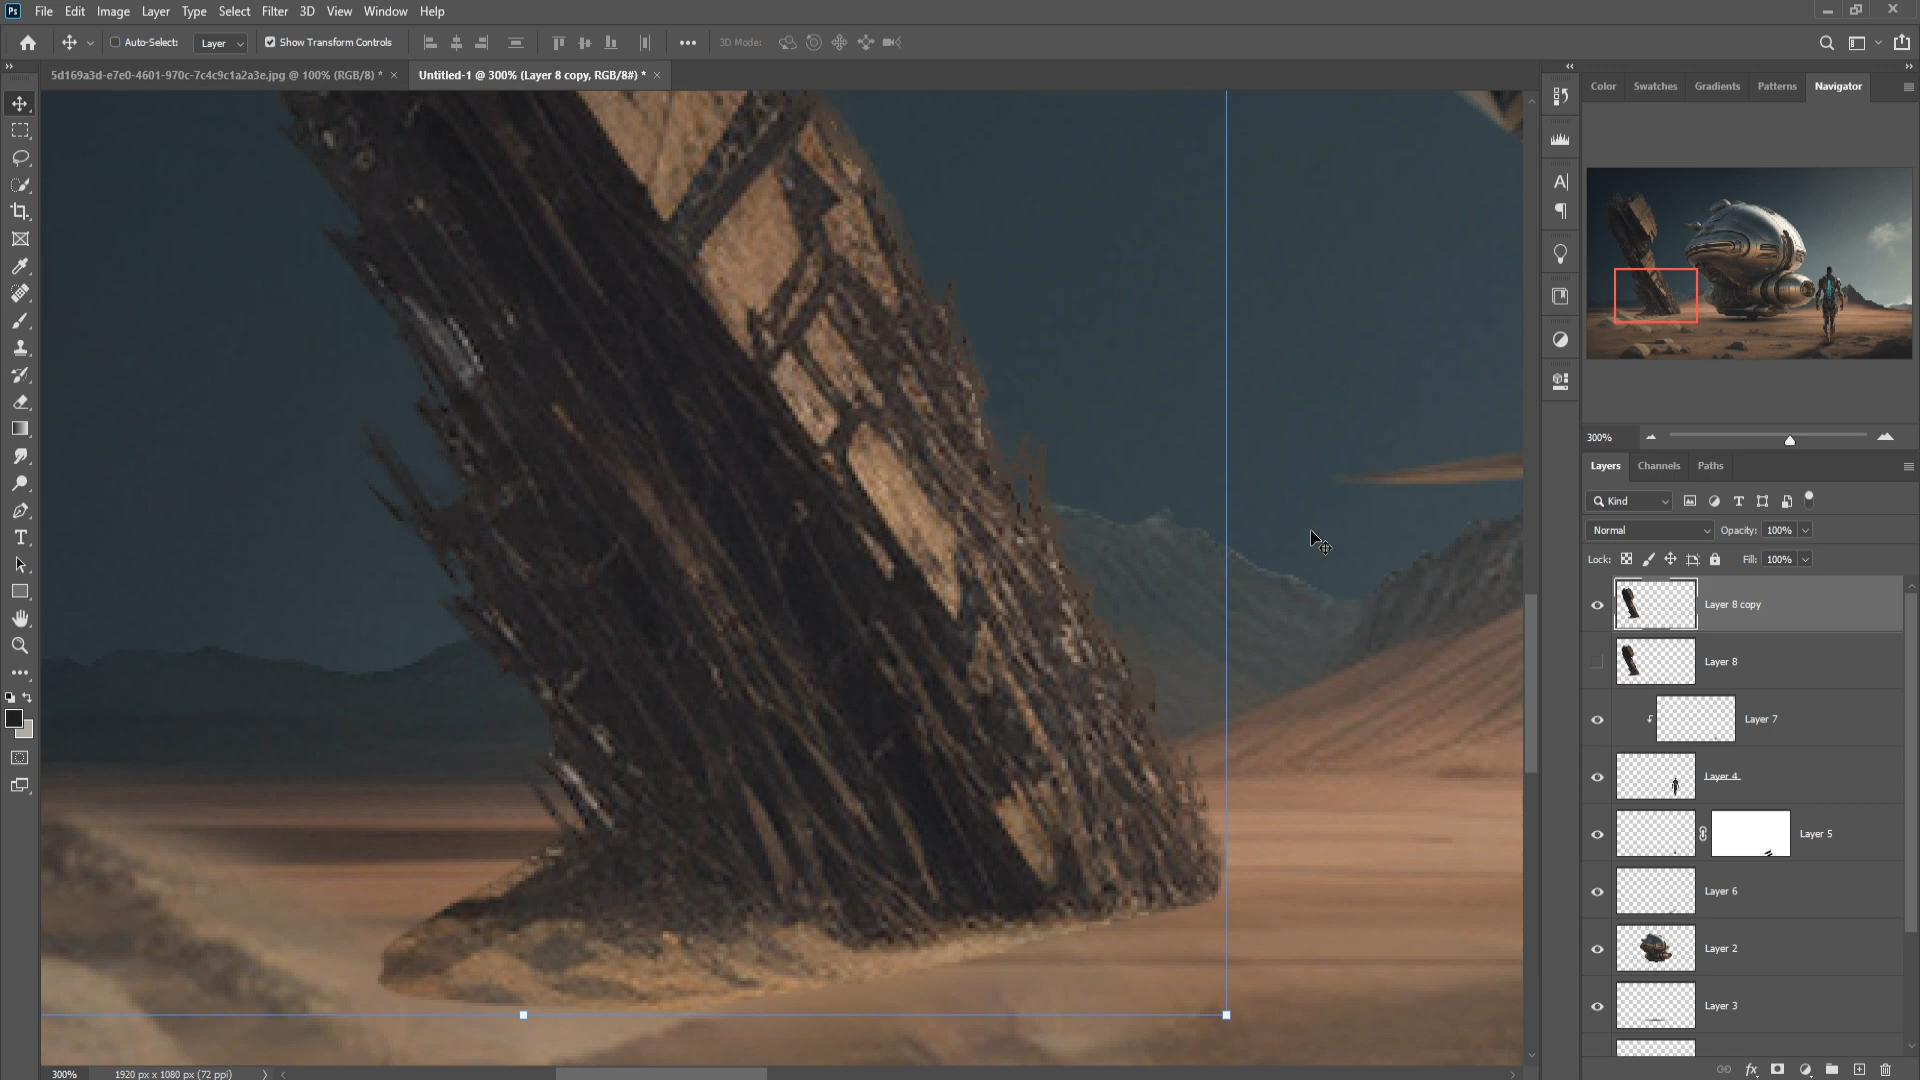 Ps File Edit Image Layer Type Select Filter 3D View Window Help
Auto-Select: Layer Show Transform Controls 3D Mode:
5d169a3d-e7e0-4601-970c-7c4c9c1a2a3e.jpg @ 100% (RGB/8) * Untitled-1 @ 300% (Layer 8 copy, RGB/8#) *
Color Swatches Gradients Patterns Navigator
300%
Layers Channels Paths
Kind
Normal Opacity: 100%
Lock: Fill: 100%
Layer 8 copy
Layer 8
Layer 7
Layer 4
Layer 5
Layer 6
Layer 2
Layer 3
300% 1920 px x 1080 px (72 ppi)